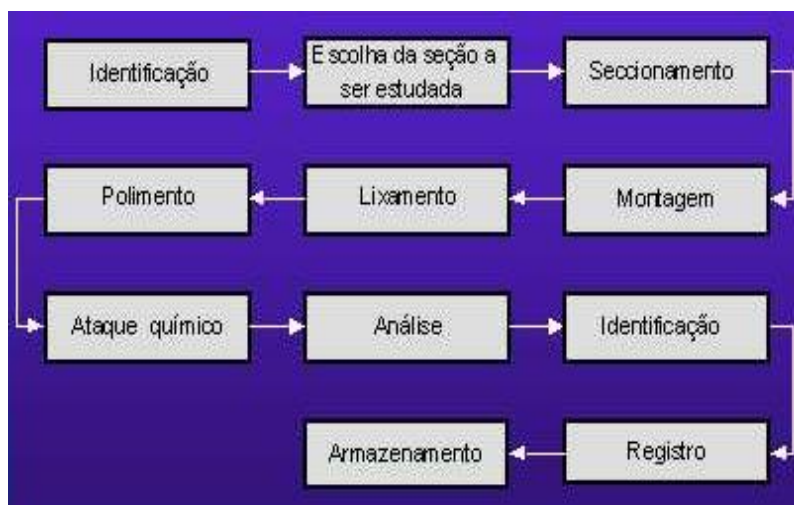 Identificação
Escolha da seção a
ser estudada
Seccionamento
Montagem
Lixamento
Polimento
Ataque químico
Análise
Identificação
Registro
Armazenamento